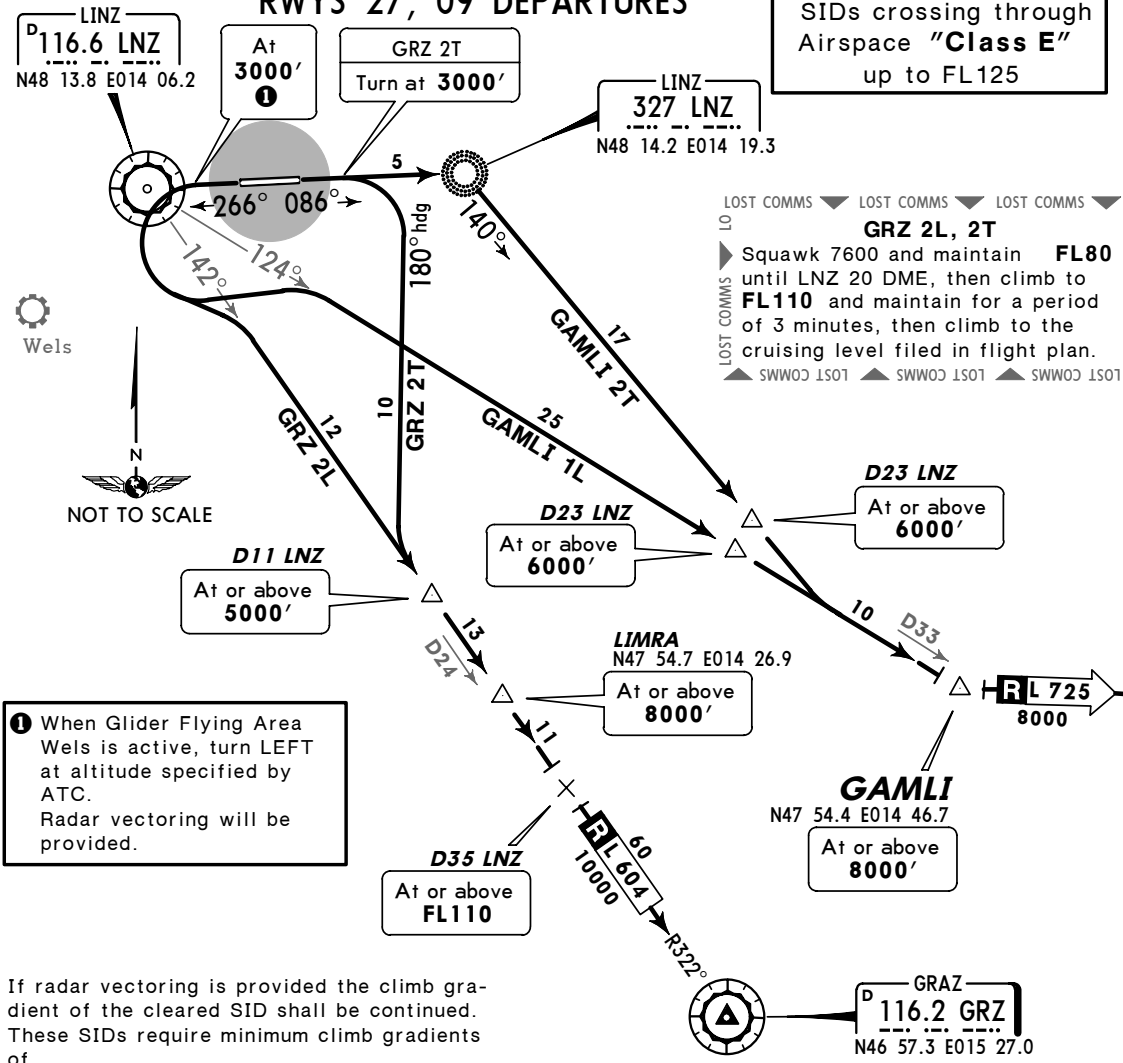 RWYS 27, 09 DEPARTURES
LINZ
D
116.6 LNZ
N48 13.8 E014 06.2
At
3000'
❶
GRZ 2T
Turn at 3000'
LINZ
327 LNZ
N48 14.2 E014 19.3
SIDs crossing through
Airspace "Class E"
up to FL125
5
266° 086°
180° hdg
140°
142°
124°
Wels
N
NOT TO SCALE
LOST COMMS LOST COMMS LOST COMMS
LO
LOST COMMS
GRZ 2L, 2T
Squawk 7600 and maintain FL80
until LNZ 20 DME, then climb to
FL110 and maintain for a period
of 3 minutes, then climb to the
cruising level filed in flight plan.
LOST COMMS LOST COMMS LOST COMMS
17
GAMLI 2T
12
GRZ 2L
10
GRZ 2T
25
GAMLI 1L
D23 LNZ
At or above
6000'
D23 LNZ
At or above
6000'
D11 LNZ
At or above
5000'
13
D24
LIMRA
N47 54.7 E014 26.9
At or above
8000'
10
D33
R L 725
8000
❶ When Glider Flying Area
Wels is active, turn LEFT
at altitude specified by
ATC.
Radar vectoring will be
provided.
11
GAMLI
N47 54.4 E014 46.7
At or above
8000'
D35 LNZ
At or above
FL110
60
R L 604
10000
R322°
GRAZ
D
116.2 GRZ
N46 57.3 E015 27.0
If radar vectoring is provided the climb gra-
dient of the cleared SID shall be continued.
These SIDs require minimum climb gradients
of